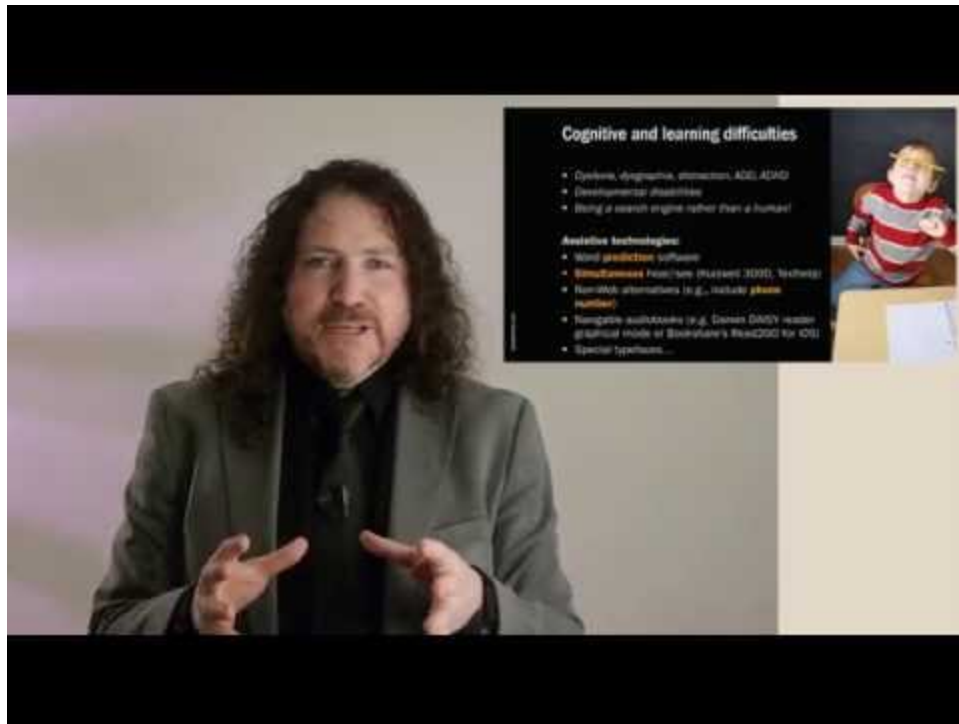 Cognitive and learning difficulties
• Dyslexia, dysgraphia, distraction, ADD, ADHD
• Developmental disabilities
• Being a search engine rather than a human!
Assistive technologies:
• Word prediction software
• Simultaneous hear/see (Kurzweil 3000, TextHelp)
• Non-Web alternatives (e.g., include phone
number)
• Navigable audiobooks (e.g. Dorwen DAISY reader
graphical mode or Bookshare's Read2GO for iOS)
• Special typefaces...